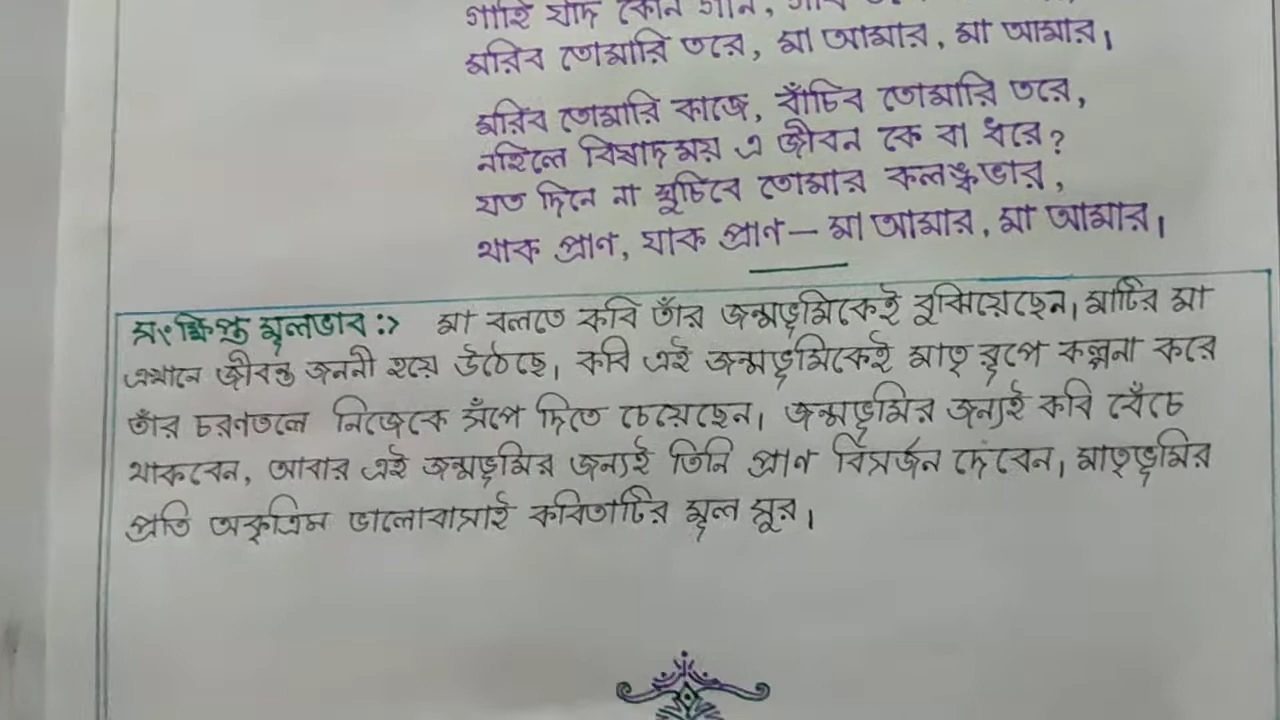 গাহি যদি কোন গান, গাব
মরিব তোমারি তরে, মা আমার, মা আমার।
মরিব তোমারি কাজে, বাঁচিব তোমারি তরে,
নহিলে বিষাদময় এ জীবন কে বা ধরে?
যত দিনে না ঘুচিবে তোমার কলঙ্কভার,
থাক প্রাণ, যাক প্রাণ— মা আমার, মা আমার।
সংক্ষিপ্ত মূলভাব :> মা বলতে কবি তাঁর জন্মভূমিকেই বুঝিয়েছেন। মাটির মা
এখানে জীবন্ত জননী হয়ে উঠেছে। কবি এই জন্মভূমিকেই মাতৃ রূপে কল্পনা করে
তাঁর চরণতলে নিজেকে সঁপে দিতে চেয়েছেন। জন্মভূমির জন্যই কবি বেঁচে
থাকবেন, আবার এই জন্মভূমির জন্যই তিনি প্রাণ বির্সজন দেবেন। মাতৃভূমির
প্রতি অকৃত্রিম ভালোবাসাই কবিতাটির মূল সুর।